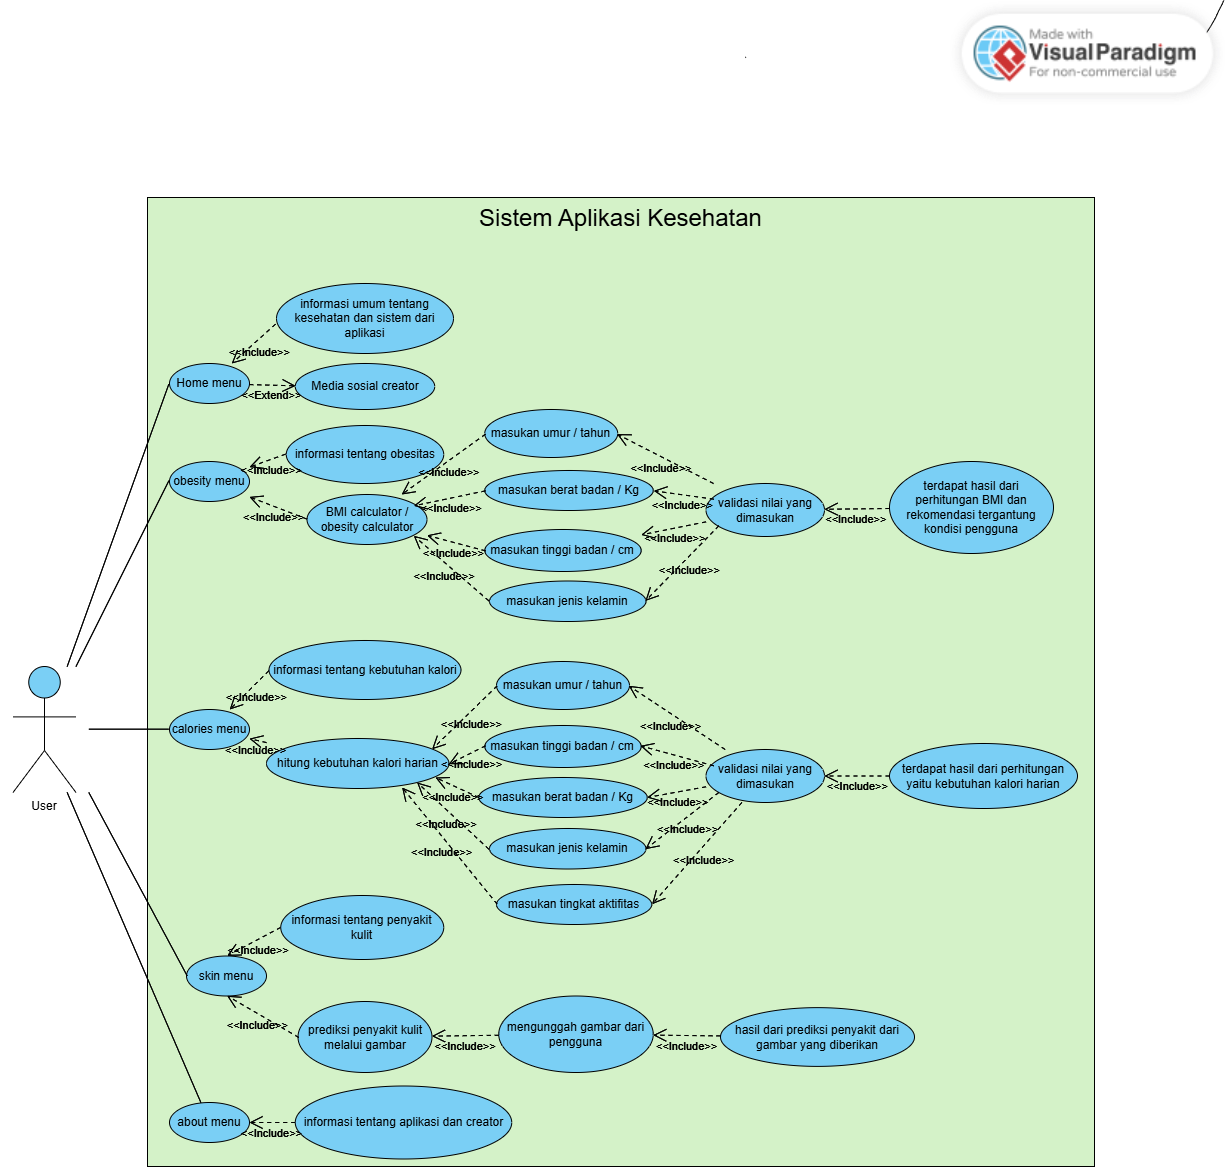 Made with
Visual Paradigm
For non-commercial use
Sistem Aplikasi Kesehatan
informasi umum tentang
kesehatan dan sistem dari
aplikasi
<<Include>>
Home menu
Media sosial creator
<<Extend>>
masukan umur / tahun
informasi tentang obesitas
<<Include>>
<<Include>>
<<Include>>
obesity menu
masukan berat badan / Kg
terdapat hasil dari
perhitungan BMI dan
rekomendasi tergantung
kondisi pengguna
validasi nilai yang
dimasukan
<<Include>>
<<Include>>
BMI calculator /
obesity calculator
<<Include>>
<<Include>>
<<Include>>
masukan tinggi badan / cm
<<Include>>
<<Include>>
<<Include>>
masukan jenis kelamin
informasi tentang kebutuhan kalori
masukan umur / tahun
<<Include>>
<<Include>>
<<Include>>
calories menu
<<Include>>
masukan tinggi badan / cm
hitung kebutuhan kalori harian
<<Include>>
<<Include>>
validasi nilai yang
dimasukan
terdapat hasil dari perhitungan
yaitu kebutuhan kalori harian
<<Include>>
masukan berat badan / Kg
<<Include>>
<<Include>>
User
<<Include>>
<<Include>>
masukan jenis kelamin
<<Include>>
<<Include>>
masukan tingkat aktifitas
informasi tentang penyakit
kulit
<<Include>>
skin menu
<<Include>>
prediksi penyakit kulit
melalui gambar
<<Include>>
mengunggah gambar dari
pengguna
<<Include>>
hasil dari prediksi penyakit dari
gambar yang diberikan
about menu
<<Include>>
informasi tentang aplikasi dan creator